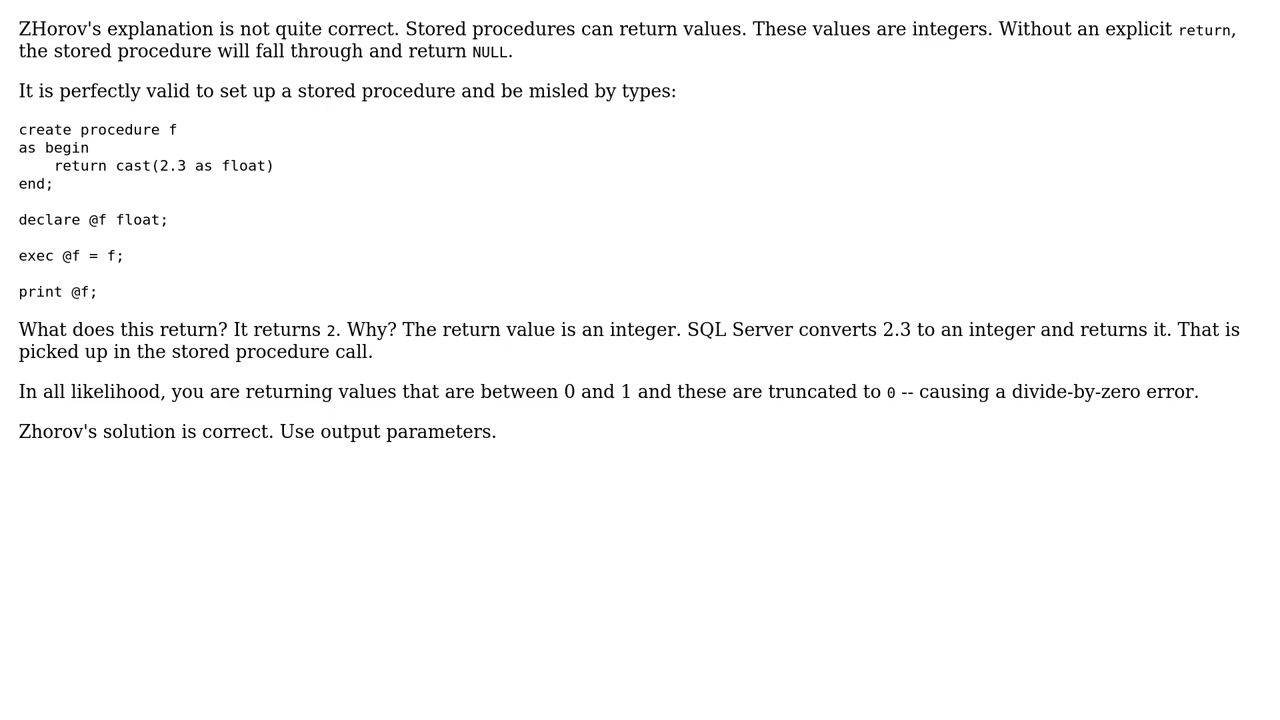 ZHorov's explanation is not quite correct. Stored procedures can return values. These values are integers. Without an explicit return,
the stored procedure will fall through and return NULL.
It is perfectly valid to set up a stored procedure and be misled by types:
create procedure f
as begin
    return cast(2.3 as float)
end;
declare @f float;
exec @f = f;
print @f;
What does this return? It returns 2. Why? The return value is an integer. SQL Server converts 2.3 to an integer and returns it. That is
picked up in the stored procedure call.
In all likelihood, you are returning values that are between 0 and 1 and these are truncated to 0 -- causing a divide-by-zero error.
Zhorov's solution is correct. Use output parameters.